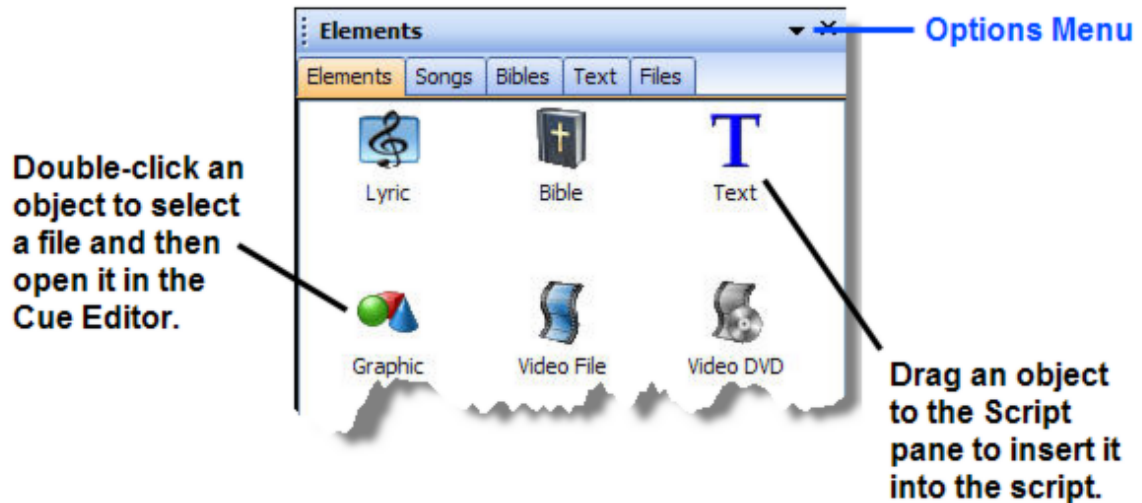 Elements
Options Menu
Elements Songs Bibles Text Files
Double-click an
object to select
a file and then
open it in the
Cue Editor.
Lyric Bible Text
Graphic Video File Video DVD
Drag an object
to the Script
pane to insert it
into the script.